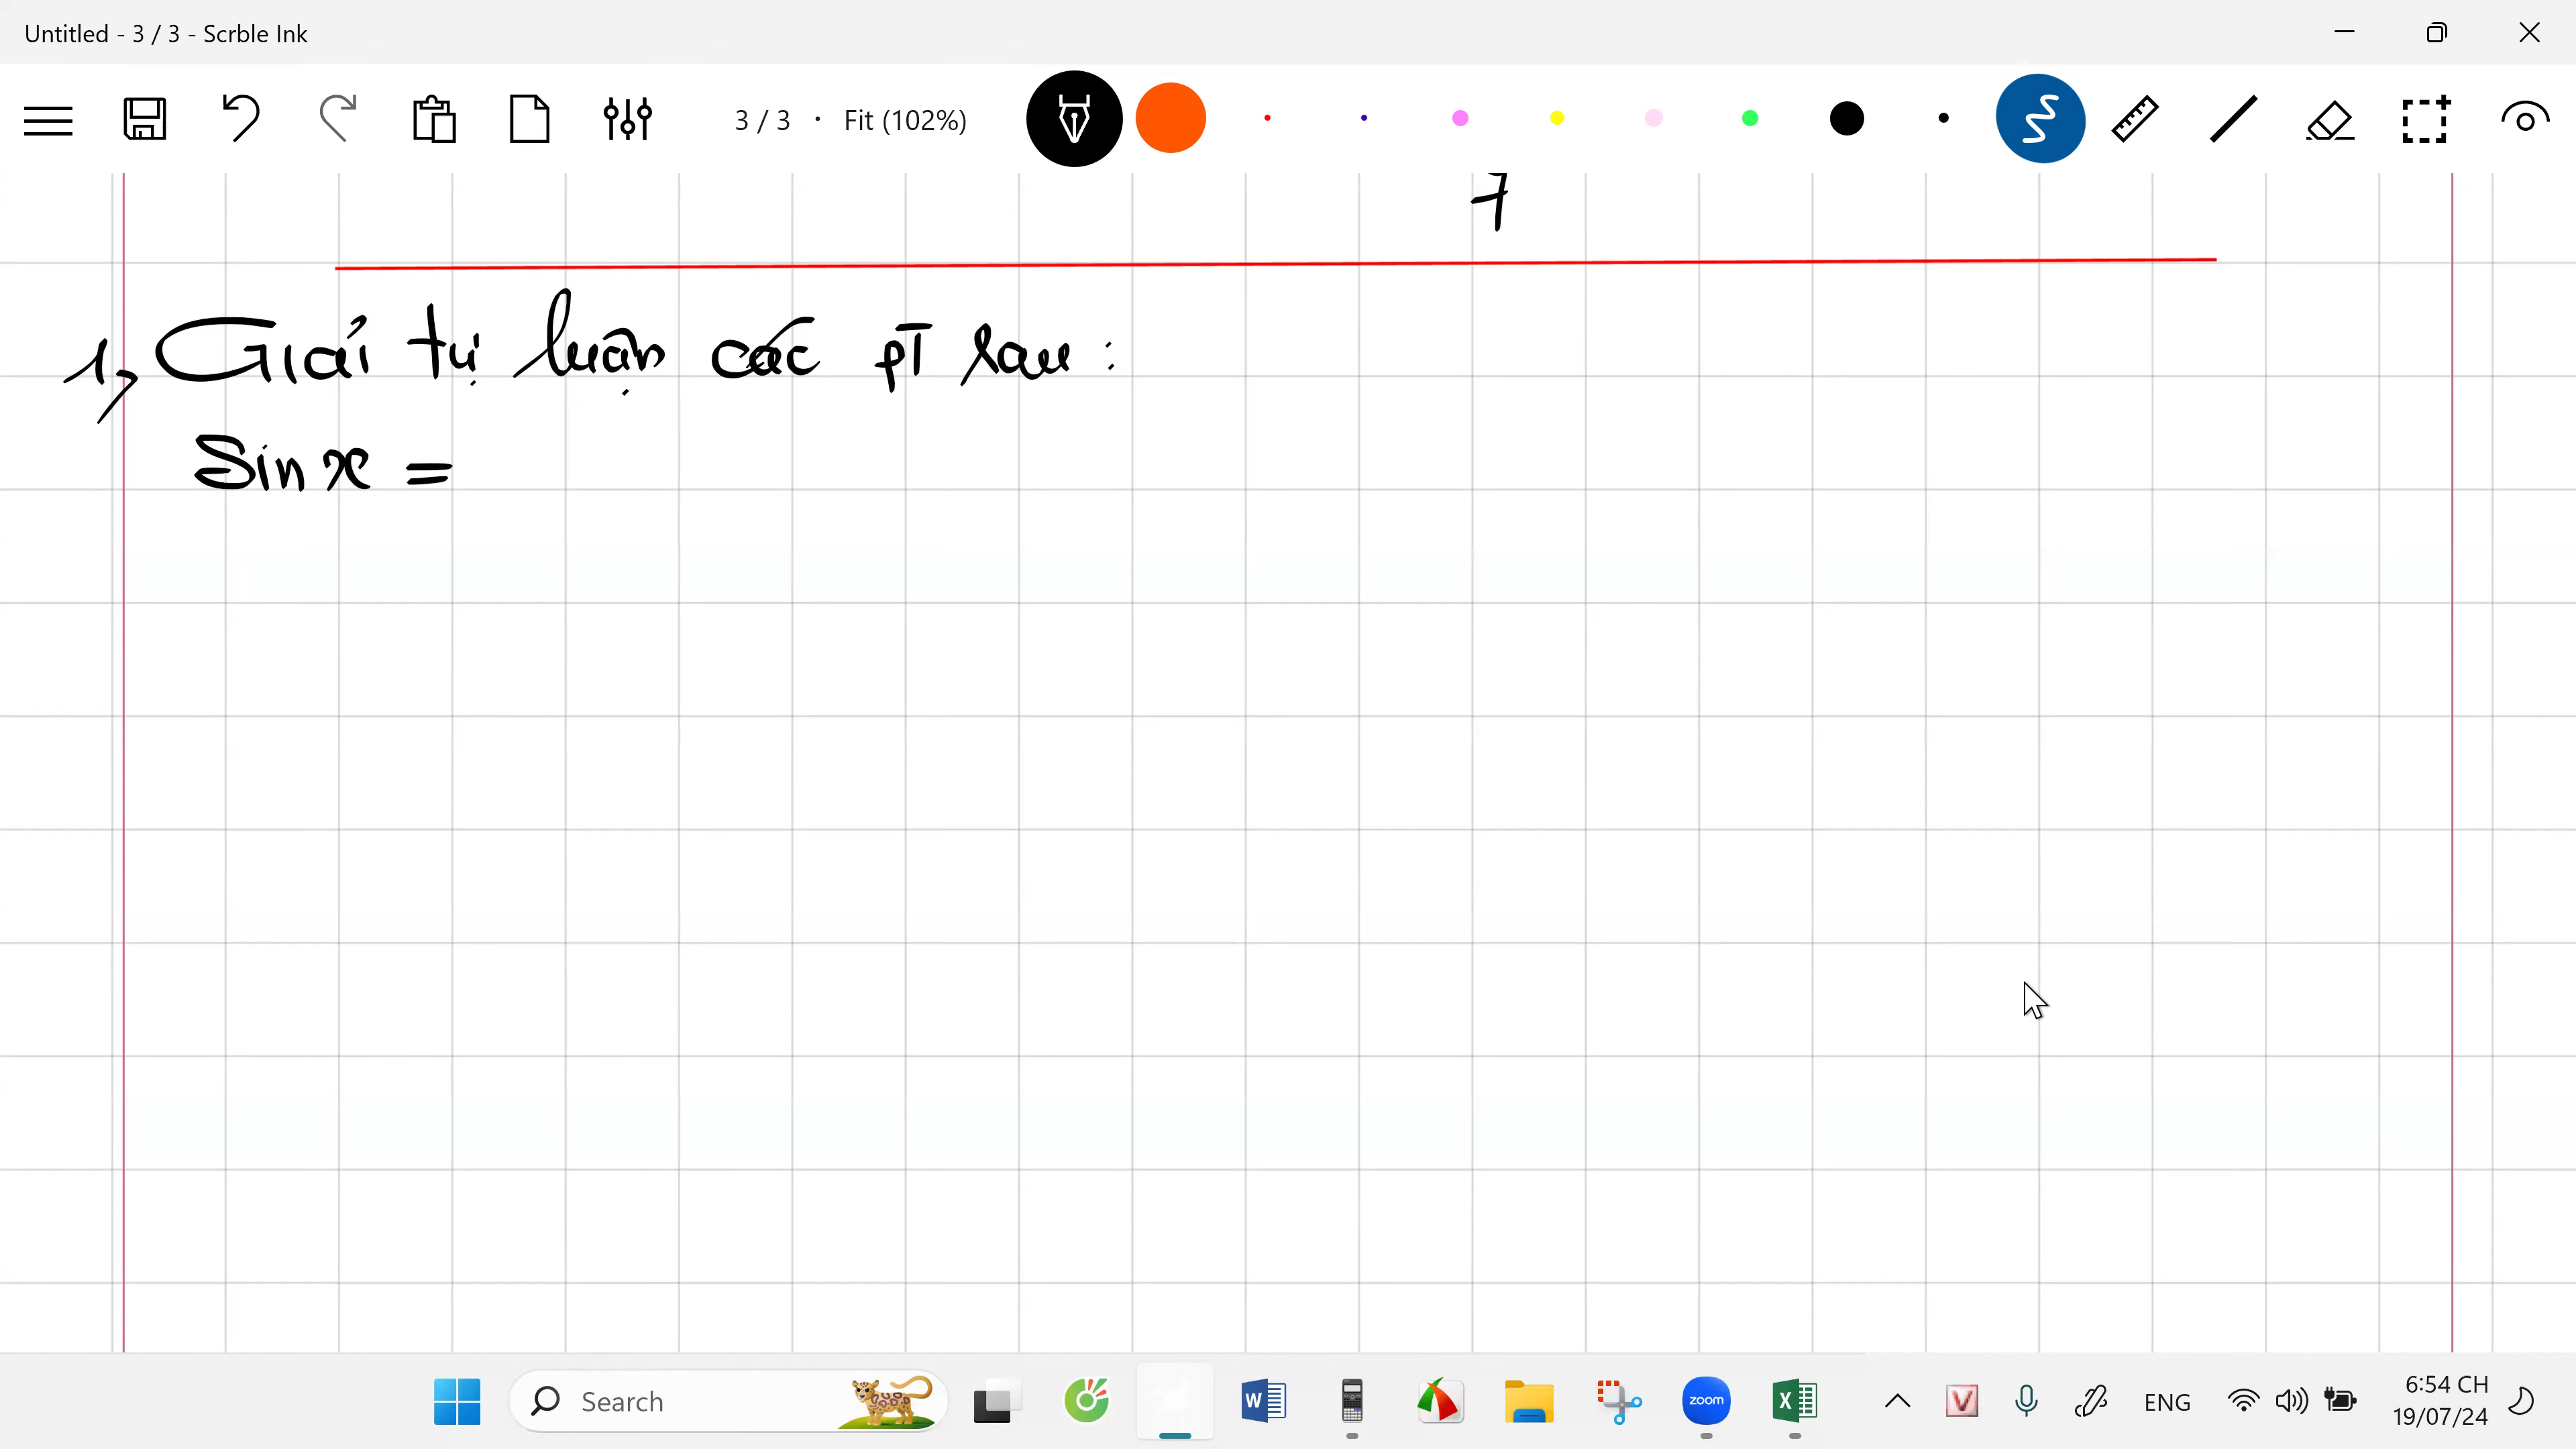 Untitled - 3 / 3 - Scrble Ink
3 / 3 · Fit (102%)
7
1, Giải tự luận các pT sau :
Sin x =
Search
zoom
ENG
6:54 CH
19/07/24